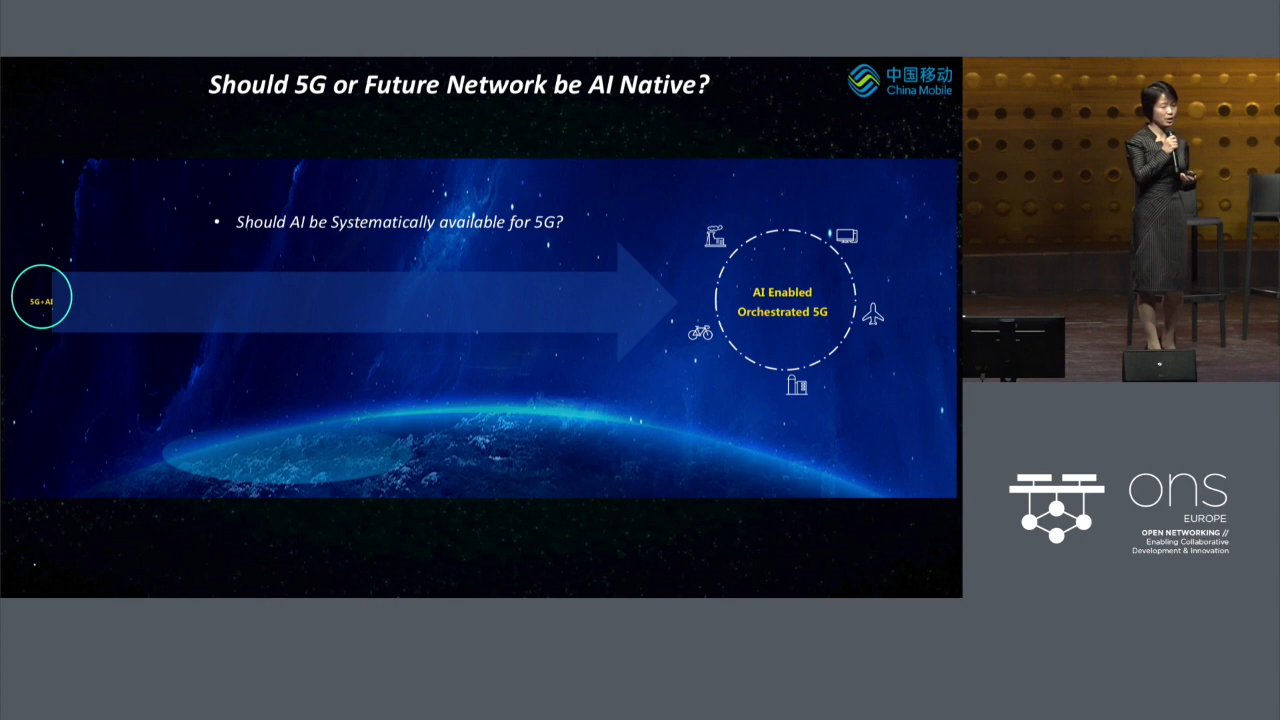 Should 5G or Future Network be AI Native?
中国移动
China Mobile
• Should AI be Systematically available for 5G?
5G+AI
AI Enabled
Orchestrated 5G
ons
EUROPE
OPEN NETWORKING //
Enabling Collaborative
Development & Innovation